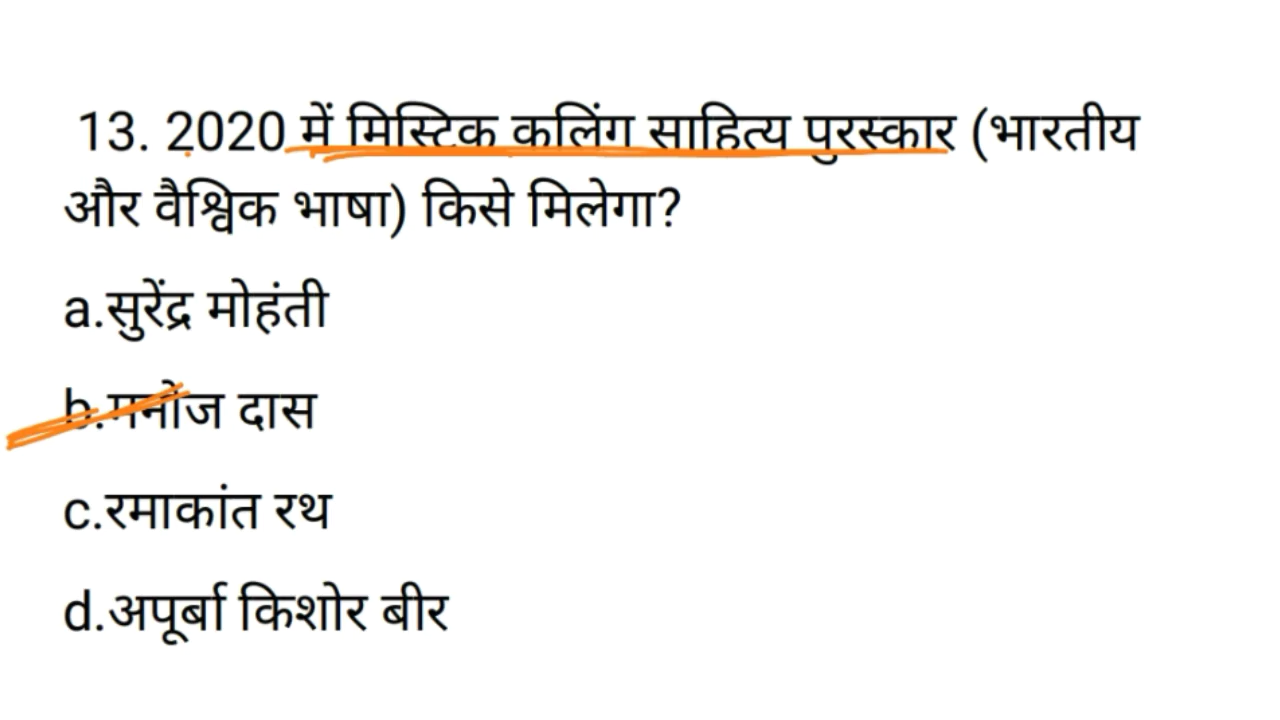 13. 2020 में मिस्टिक कलिंग साहित्य पुरस्कार (भारतीय
और वैश्विक भाषा) किसे मिलेगा?
a.सुरेंद्र मोहंती
b.मनोज दास
c.रमाकांत रथ
d.अपूर्बा किशोर बीर